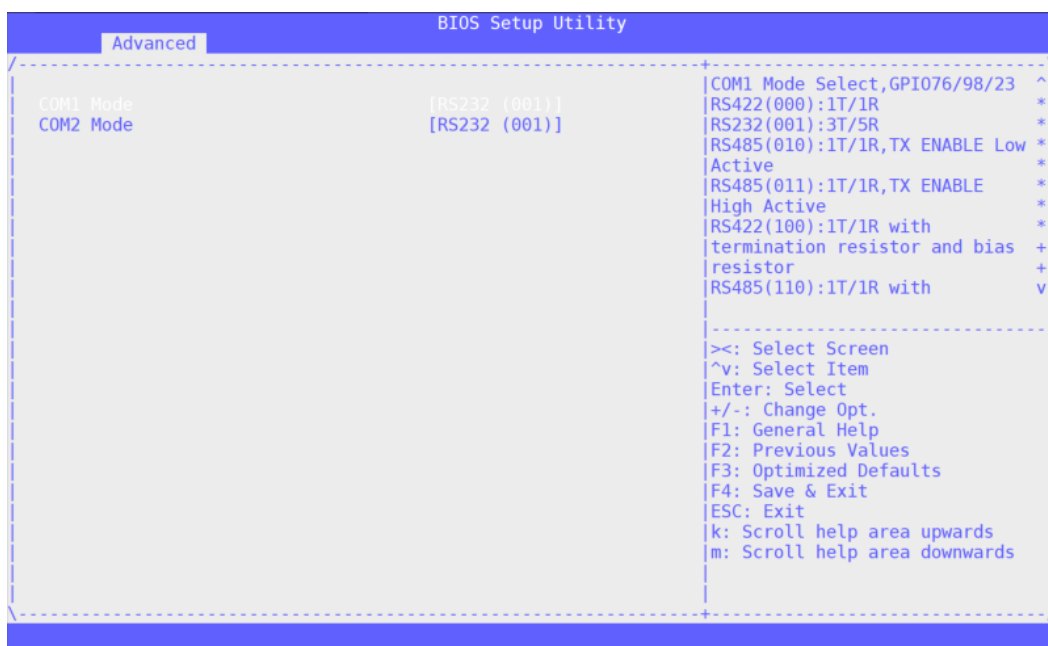 BIOS Setup Utility
Advanced
COM1 Mode [RS232 (001)]
COM2 Mode [RS232 (001)]
COM1 Mode Select,GPIO76/98/23 ^
RS422(000):1T/1R *
RS232(001):3T/5R *
RS485(010):1T/1R,TX ENABLE Low *
Active *
RS485(011):1T/1R,TX ENABLE *
High Active *
RS422(100):1T/1R with *
termination resistor and bias +
resistor +
RS485(110):1T/1R with v
><: Select Screen
^v: Select Item
Enter: Select
+/-: Change Opt.
F1: General Help
F2: Previous Values
F3: Optimized Defaults
F4: Save & Exit
ESC: Exit
k: Scroll help area upwards
m: Scroll help area downwards